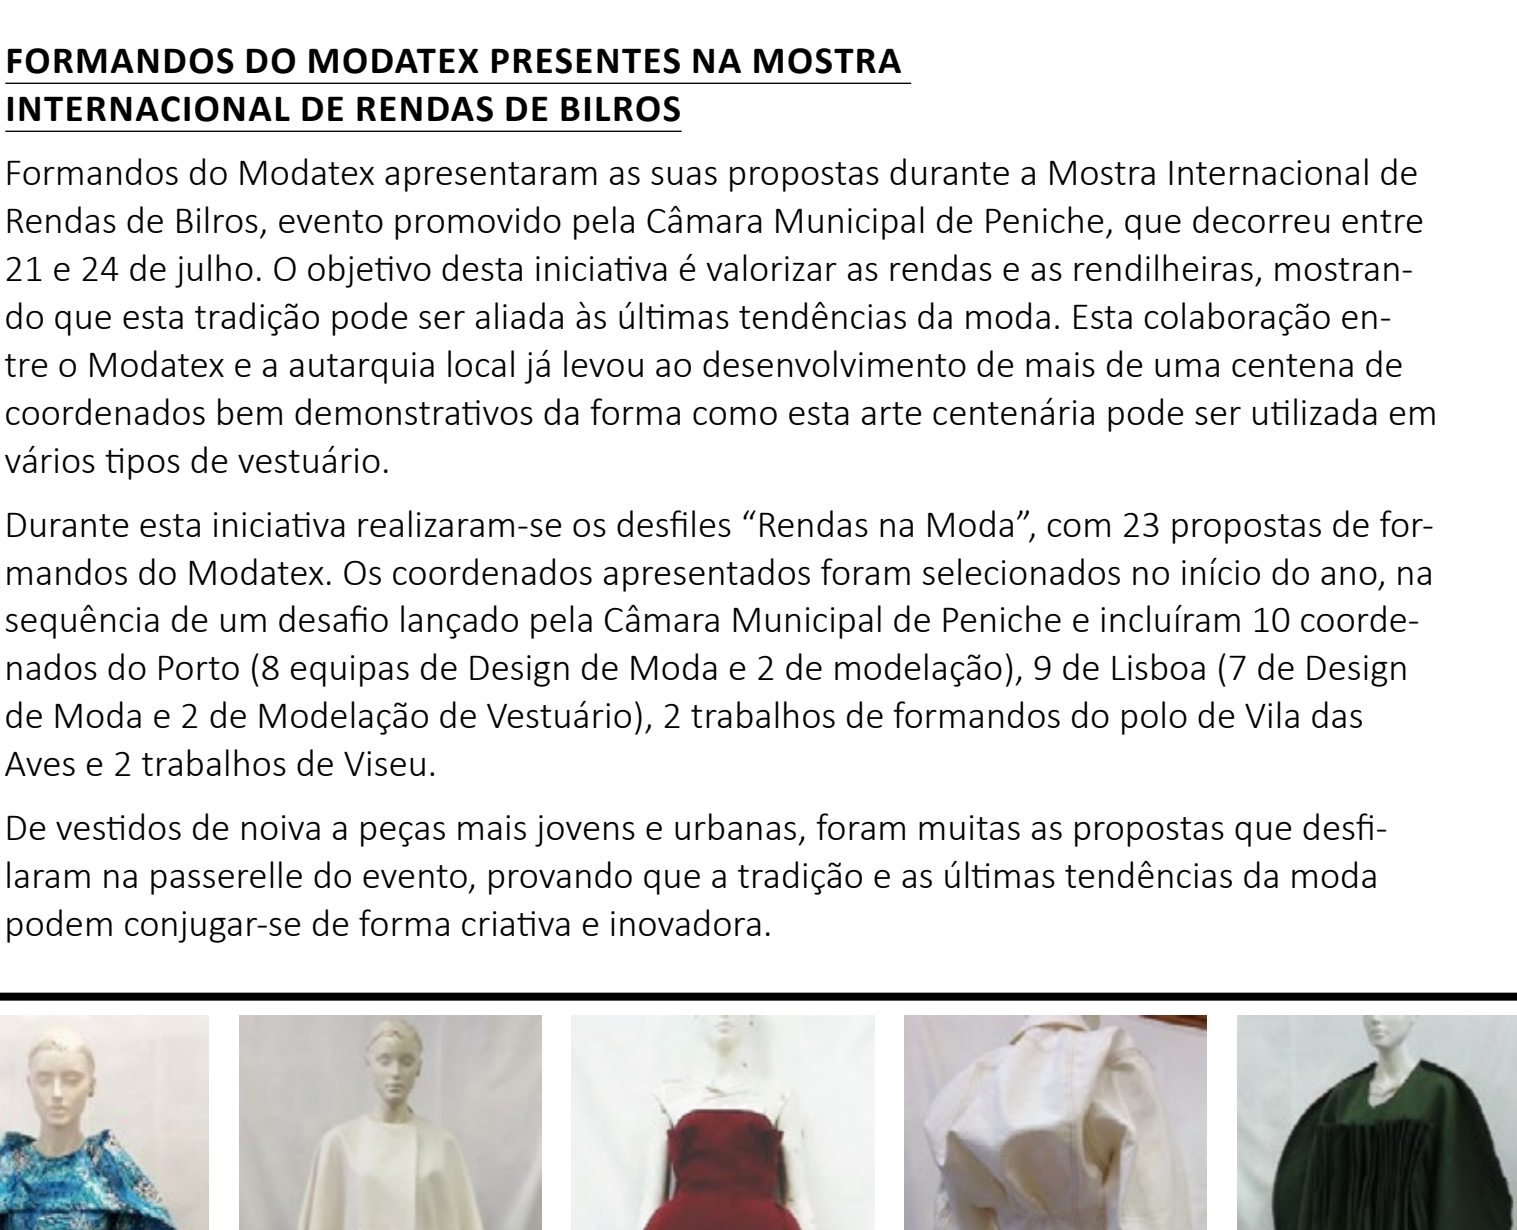 FORMANDOS DO MODATEX PRESENTES NA MOSTRA
INTERNACIONAL DE RENDAS DE BILROS
Formandos do Modatex apresentaram as suas propostas durante a Mostra Internacional de
Rendas de Bilros, evento promovido pela Câmara Municipal de Peniche, que decorreu entre
21 e 24 de julho. O objetivo desta iniciativa é valorizar as rendas e as rendilheiras, mostran-
do que esta tradição pode ser aliada às últimas tendências da moda. Esta colaboração en-
tre o Modatex e a autarquia local já levou ao desenvolvimento de mais de uma centena de
coordenados bem demonstrativos da forma como esta arte centenária pode ser utilizada em
vários tipos de vestuário.
Durante esta iniciativa realizaram-se os desfiles “Rendas na Moda”, com 23 propostas de for-
mandos do Modatex. Os coordenados apresentados foram selecionados no início do ano, na
sequência de um desafio lançado pela Câmara Municipal de Peniche e incluíram 10 coorde-
nados do Porto (8 equipas de Design de Moda e 2 de modelação), 9 de Lisboa (7 de Design
de Moda e 2 de Modelação de Vestuário), 2 trabalhos de formandos do polo de Vila das
Aves e 2 trabalhos de Viseu.
De vestidos de noiva a peças mais jovens e urbanas, foram muitas as propostas que desfi-
laram na passerelle do evento, provando que a tradição e as últimas tendências da moda
podem conjugar-se de forma criativa e inovadora.